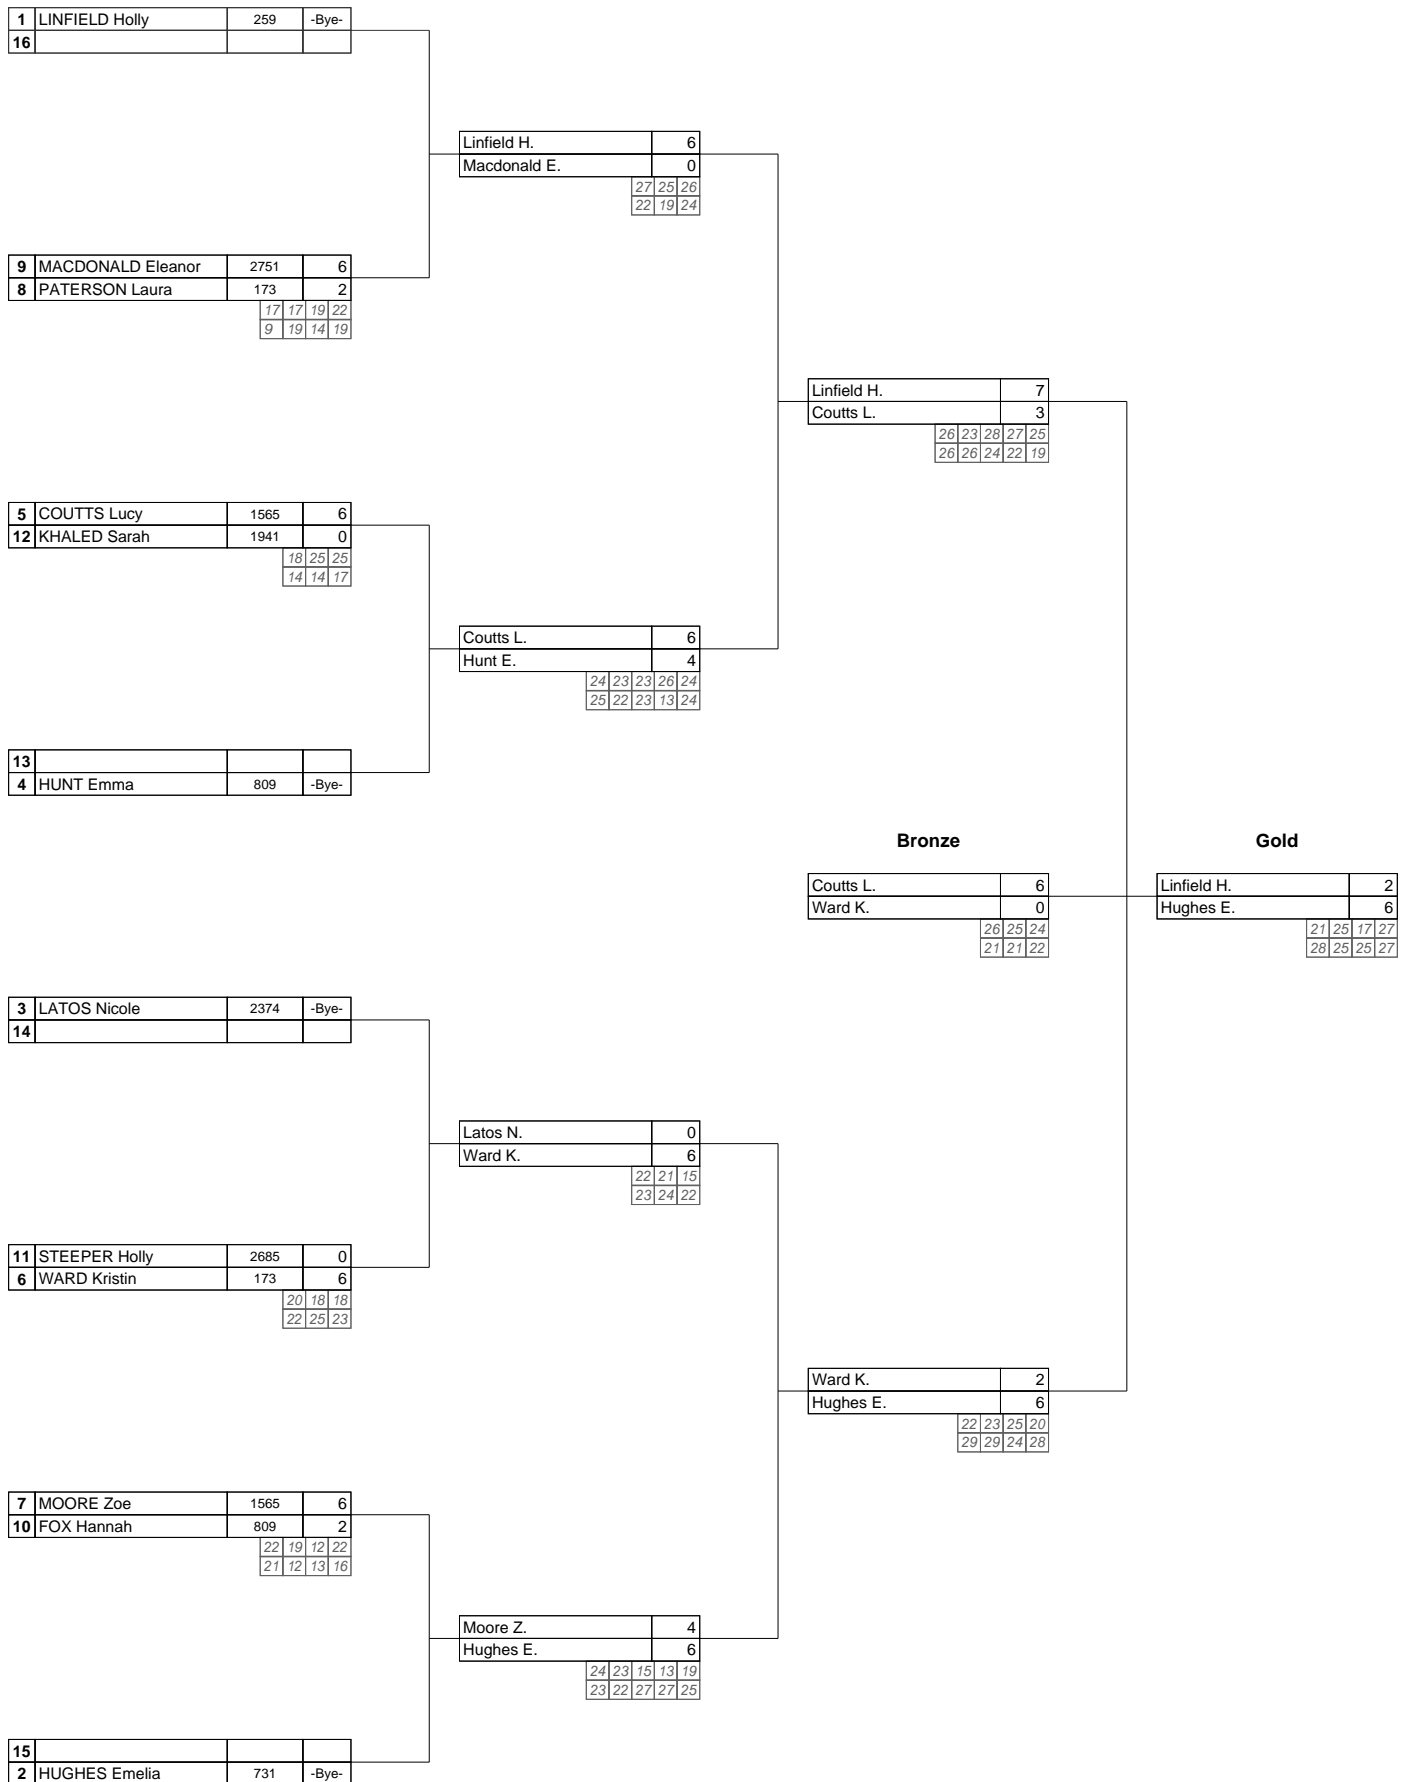 1 LINFIELD Holly 259 -Bye-
16
Linfield H. 6
Macdonald E. 0
27 25 26
22 19 24
9 MACDONALD Eleanor 2751 6
8 PATERSON Laura 173 2
17 17 19 22
9 19 14 19
Linfield H. 7
Coutts L. 3
26 23 28 27 25
26 26 24 22 19
5 COUTTS Lucy 1565 6
12 KHALED Sarah 1941 0
18 25 25
14 14 17
Coutts L. 6
Hunt E. 4
24 23 23 26 24
25 22 23 13 24
13
4 HUNT Emma 809 -Bye-
Bronze Gold
Coutts L. 6 Linfield H. 2
Ward K. 0 Hughes E. 6
26 25 24 21 25 17 27
21 21 22 28 25 25 27
3 LATOS Nicole 2374 -Bye-
14
Latos N. 0
Ward K. 6
22 21 15
23 24 22
11 STEEPER Holly 2685 0
6 WARD Kristin 173 6
20 18 18
22 25 23
Ward K. 2
Hughes E. 6
22 23 25 20
29 29 24 28
7 MOORE Zoe 1565 6
10 FOX Hannah 809 2
22 19 12 22
21 12 13 16
Moore Z. 4
Hughes E. 6
24 23 15 13 19
23 22 27 27 25
15
2 HUGHES Emelia 731 -Bye-